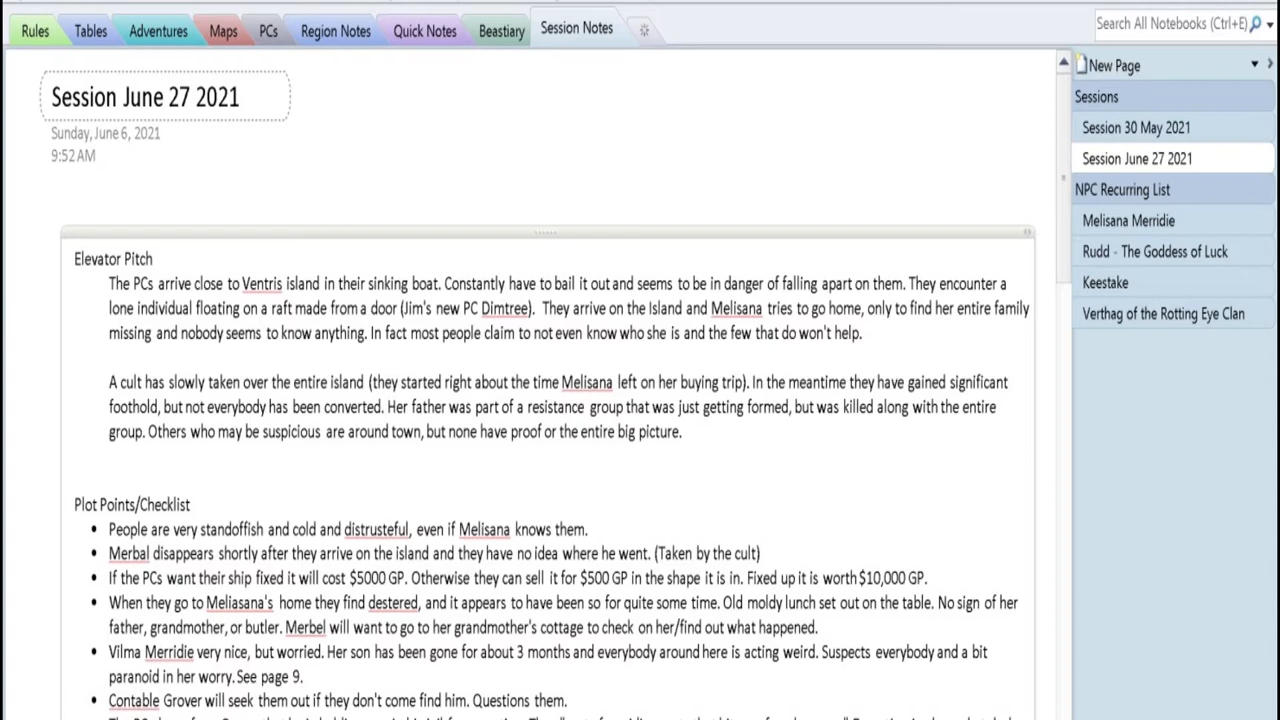 Rules Tables Adventures Maps PCs Region Notes Quick Notes Beastiary Session Notes
Search All Notebooks (Ctrl+E)
Session June 27 2021
Sunday, June 6, 2021
9:52 AM
Elevator Pitch
The PCs arrive close to Ventris island in their sinking boat. Constantly have to bail it out and seems to be in danger of falling apart on them. They encounter a
lone individual floating on a raft made from a door (Jim's new PC Dimtree). They arrive on the Island and Melisana tries to go home, only to find her entire family
missing and nobody seems to know anything. In fact most people claim to not even know who she is and the few that do won't help.
A cult has slowly taken over the entire island (they started right about the time Melisana left on her buying trip). In the meantime they have gained significant
foothold, but not everybody has been converted. Her father was part of a resistance group that was just getting formed, but was killed along with the entire
group. Others who may be suspicious are around town, but none have proof or the entire big picture.
Plot Points/Checklist
• People are very standoffish and cold and distrusteful, even if Melisana knows them.
• Merbal disappears shortly after they arrive on the island and they have no idea where he went. (Taken by the cult)
• If the PCs want their ship fixed it will cost $5000 GP. Otherwise they can sell it for $500 GP in the shape it is in. Fixed up it is worth $10,000 GP.
• When they go to Meliasana's home they find destered, and it appears to have been so for quite some time. Old moldy lunch set out on the table. No sign of her
father, grandmother, or butler. Merbel will want to go to her grandmother's cottage to check on her/find out what happened.
• Vilma Merridie very nice, but worried. Her son has been gone for about 3 months and everybody around here is acting weird. Suspects everybody and a bit
paranoid in her worry. See page 9.
• Contable Grover will seek them out if they don't come find him. Questions them.
New Page
Sessions
Session 30 May 2021
Session June 27 2021
NPC Recurring List
Melisana Merridie
Rudd - The Goddess of Luck
Keestake
Verthag of the Rotting Eye Clan